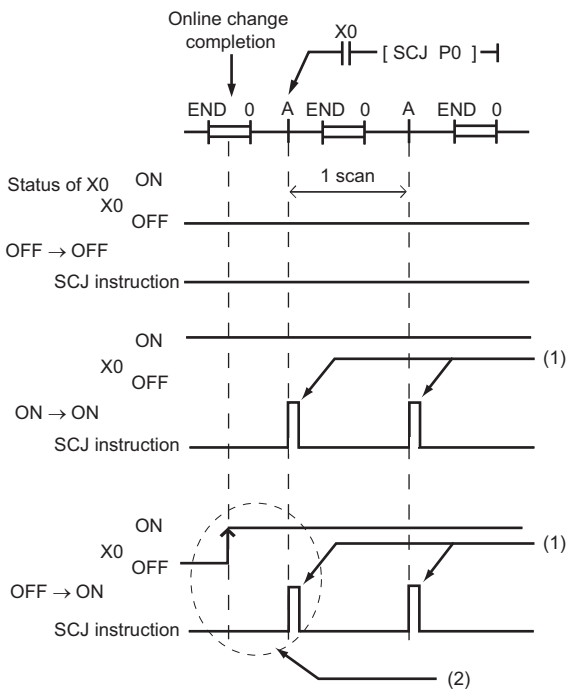 Online change
completion
X0
[ SCJ P0 ]
END 0 A END 0 A END 0
Status of X0 ON
1 scan
X0
OFF
OFF → OFF
SCJ instruction
ON
X0
OFF
(1)
ON → ON
SCJ instruction
ON
X0
OFF
(1)
OFF → ON
SCJ instruction
(2)